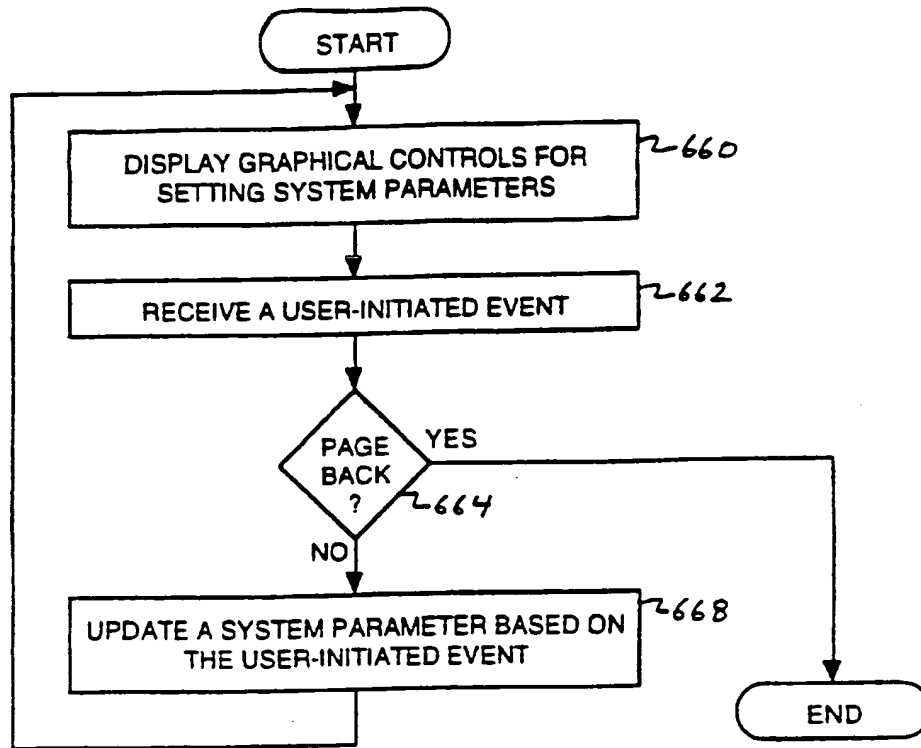 START
DISPLAY GRAPHICAL CONTROLS FOR
SETTING SYSTEM PARAMETERS
660
RECEIVE A USER-INITIATED EVENT
662
PAGE
BACK
?
YES
664
NO
UPDATE A SYSTEM PARAMETER BASED ON
THE USER-INITIATED EVENT
668
END